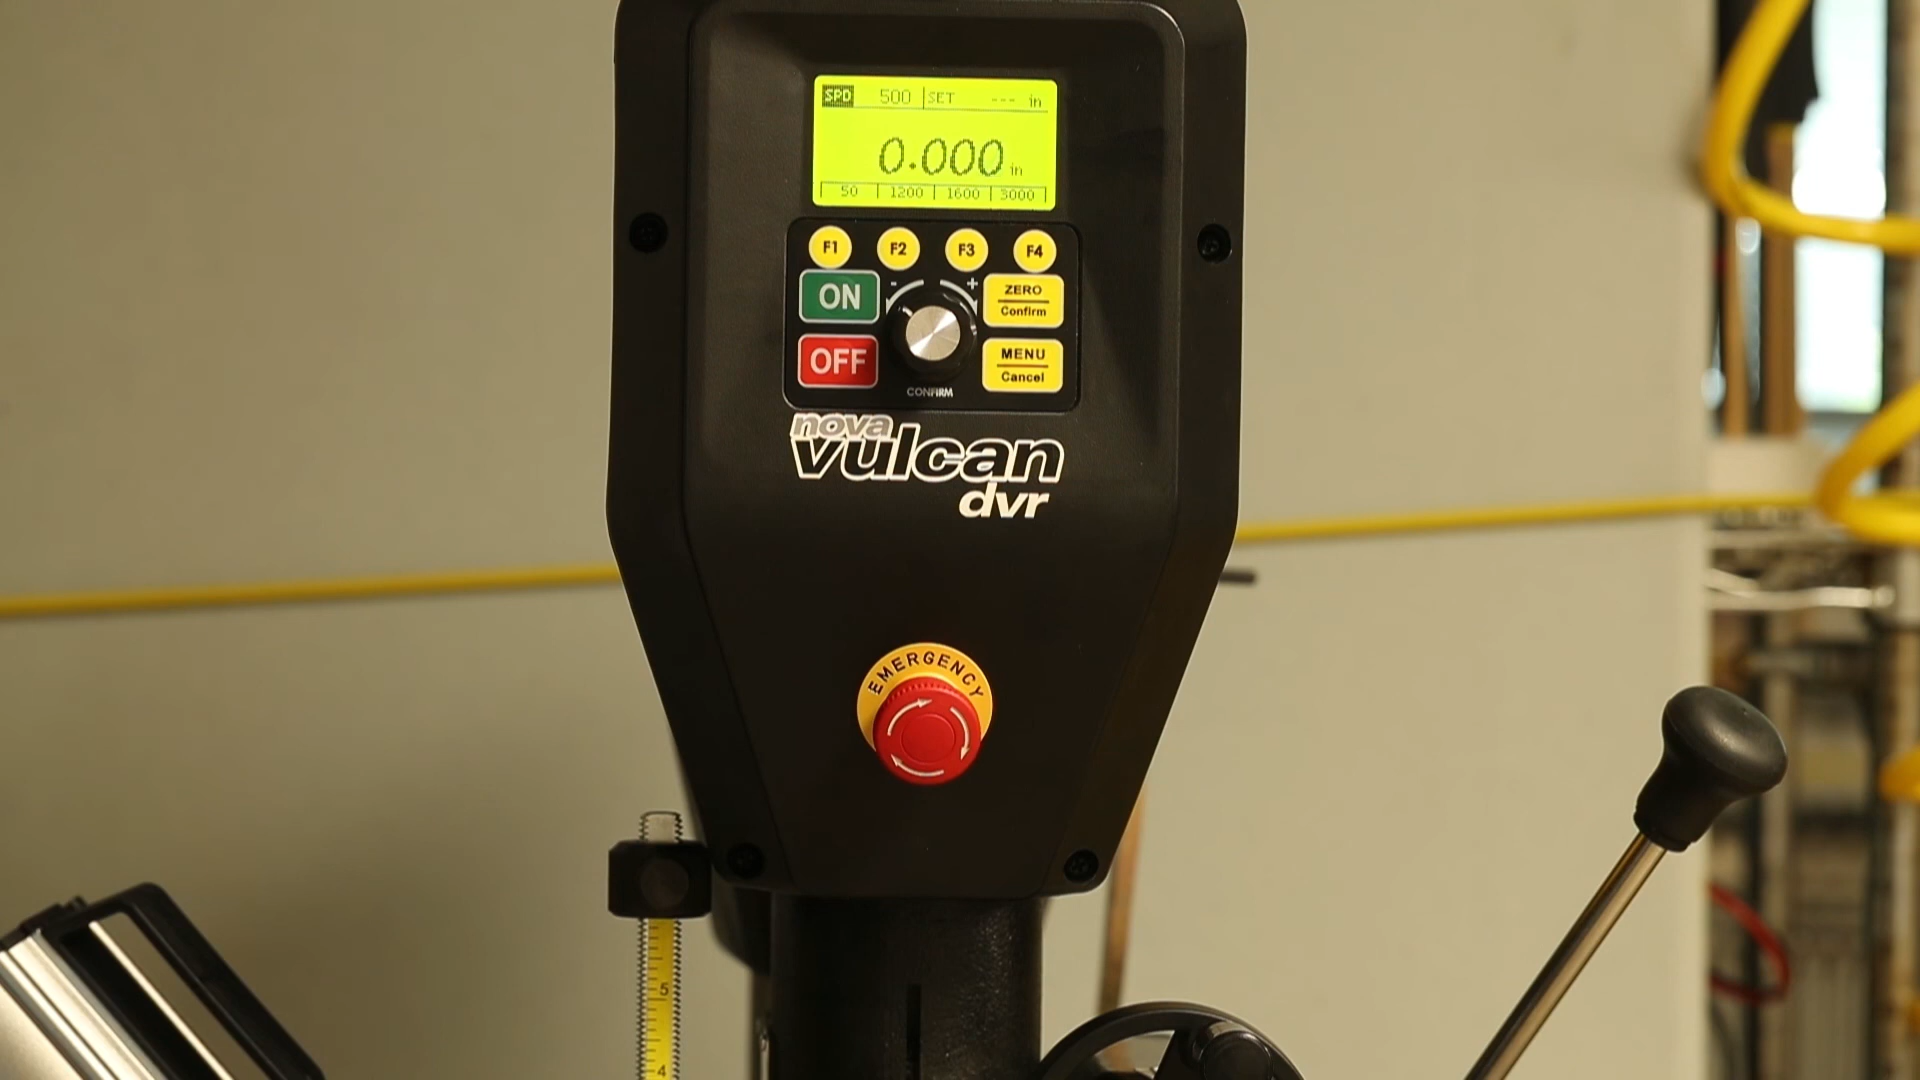 SPD 500 SET --- in
0.000 in
50 1200 1600 3000
F1 F2 F3 F4
ON - + ZERO
Confirm
OFF MENU
Cancel
CONFIRM
nova
vulcan
dvr
EMERGENCY
5
4